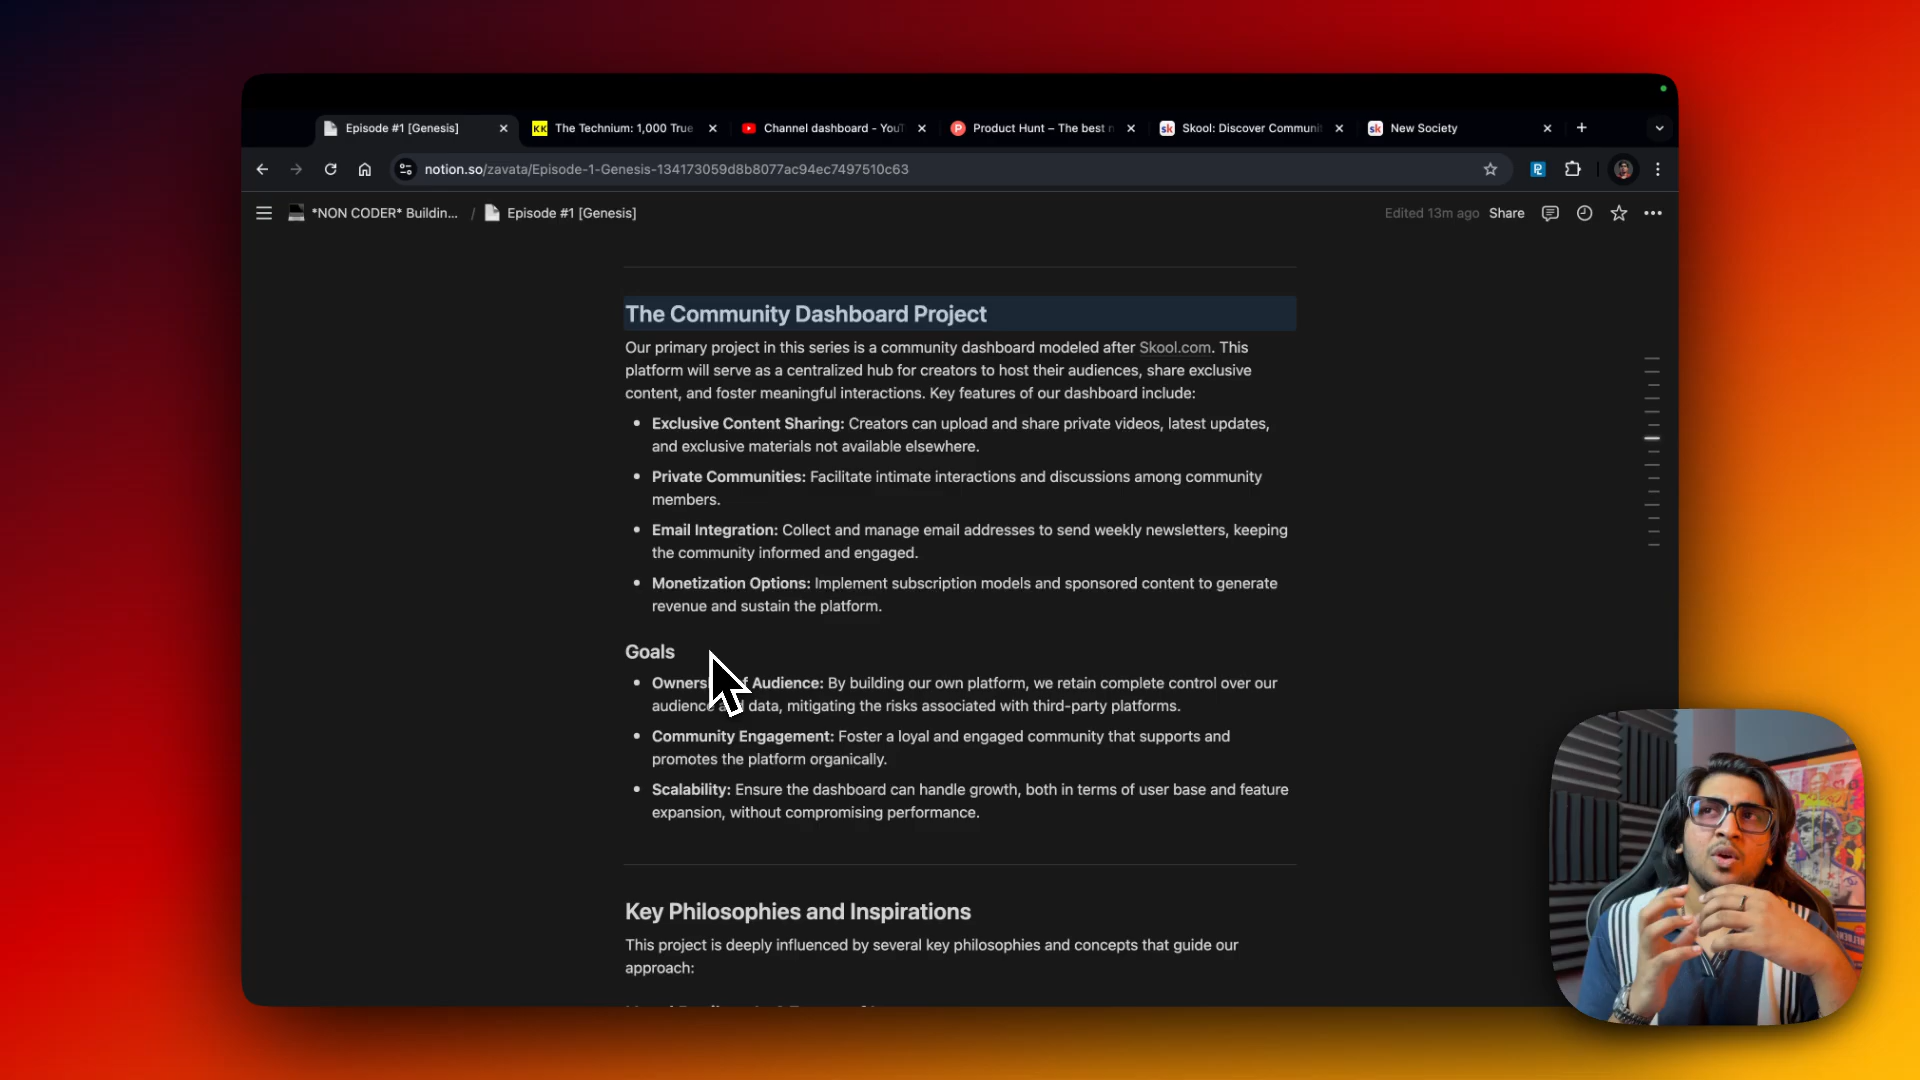 Episode #1 [Genesis]
The Technium: 1,000 True
Channel dashboard - YouT
Product Hunt – The best n
Skool: Discover Communi
New Society
notion.so/zavata/Episode-1-Genesis-134173059d8b8077ac94ec7497510c63
*NON CODER* Buildin... / Episode #1 [Genesis]
Edited 13m ago Share
The Community Dashboard Project
Our primary project in this series is a community dashboard modeled after Skool.com. This
platform will serve as a centralized hub for creators to host their audiences, share exclusive
content, and foster meaningful interactions. Key features of our dashboard include:
• Exclusive Content Sharing: Creators can upload and share private videos, latest updates,
and exclusive materials not available elsewhere.
• Private Communities: Facilitate intimate interactions and discussions among community
members.
• Email Integration: Collect and manage email addresses to send weekly newsletters, keeping
the community informed and engaged.
• Monetization Options: Implement subscription models and sponsored content to generate
revenue and sustain the platform.
Goals
• Audience: By building our own platform, we retain complete control over our
audience data, mitigating the risks associated with third-party platforms.
• Community Engagement: Foster a loyal and engaged community that supports and
promotes the platform organically.
• Scalability: Ensure the dashboard can handle growth, both in terms of user base and feature
expansion, without compromising performance.
Key Philosophies and Inspirations
This project is deeply influenced by several key philosophies and concepts that guide our
approach: